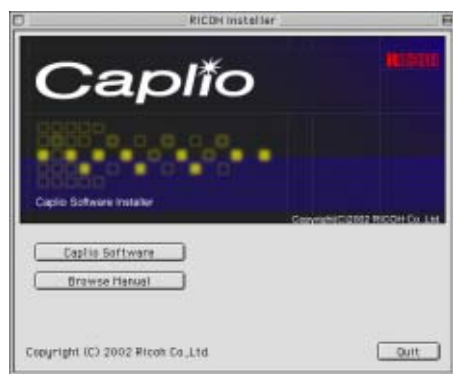 RICOH Installer
Caplio
RICOH
Caplio Software Installer
Copyright(C)2002 RICOH Co.,Ltd.
Caplio Software
Browse Manual
Copyright (C) 2002 Ricoh Co.,Ltd.
Quit